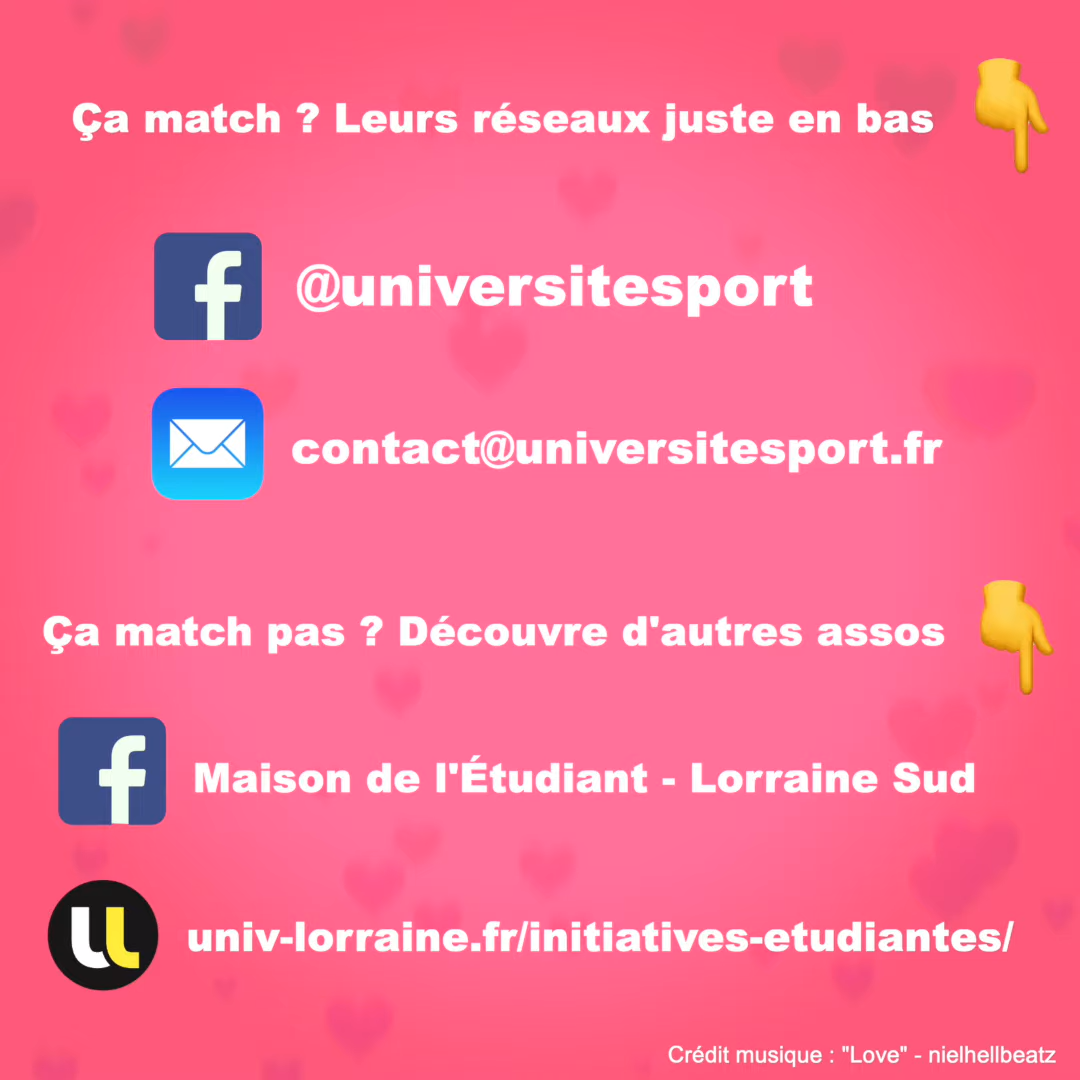 Ça match ? Leurs réseaux juste en bas
@universitesport
contact@universitesport.fr
Ça match pas ? Découvre d'autres assos
Maison de l'Étudiant - Lorraine Sud
univ-lorraine.fr/initiatives-etudiantes/
Crédit musique : "Love" - nielhellbeatz